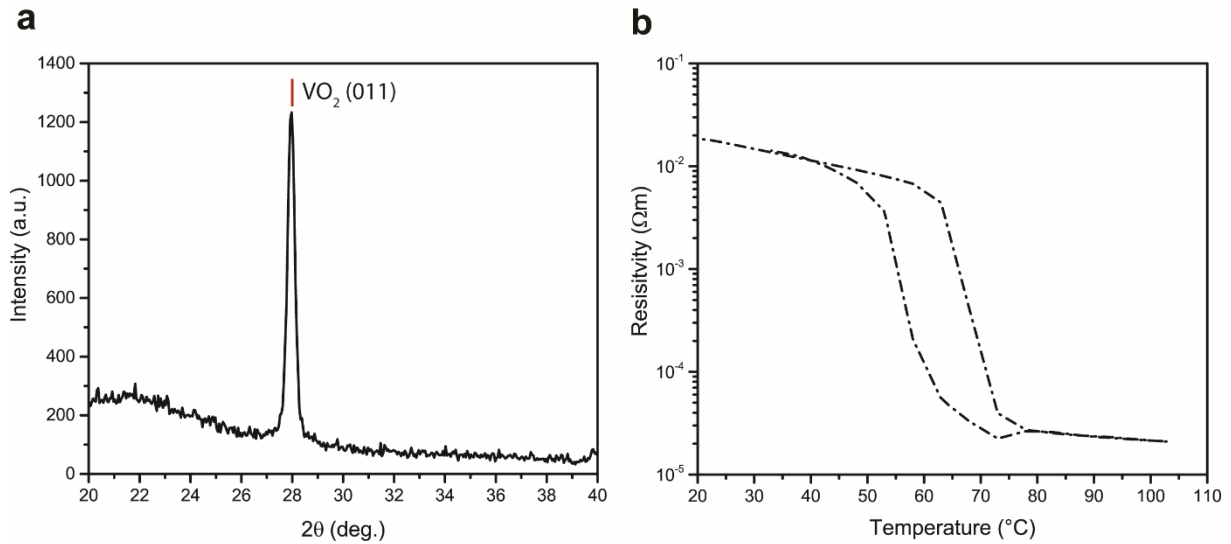 a
1400
1200
1000
800
600
400
200
0
Intensity (a.u.)
VO₂ (011)
20 22 24 26 28 30 32 34 36 38 40
2θ (deg.)
b
10⁻¹
10⁻²
10⁻³
10⁻⁴
10⁻⁵
Resisitvity (Ωm)
20 30 40 50 60 70 80 90 100 110
Temperature (°C)